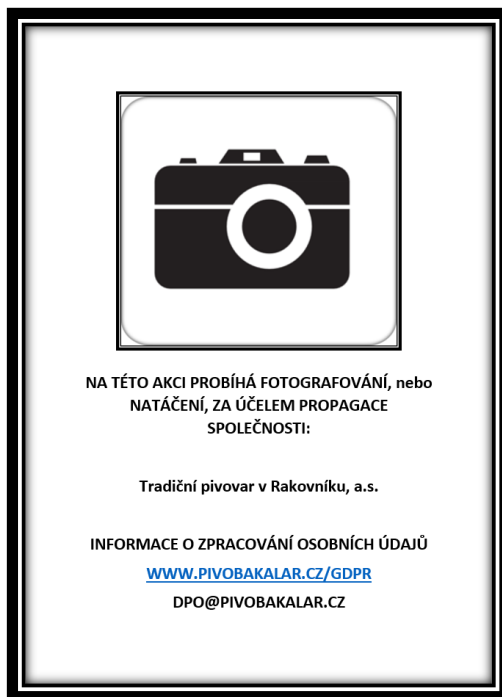 NA TÉTO AKCI PROBÍHÁ FOTOGRAFOVÁNÍ, nebo
NATÁČENÍ, ZA ÚČELEM PROPAGACE
SPOLEČNOSTI:
Tradiční pivovar v Rakovníku, a.s.
INFORMACE O ZPRACOVÁNÍ OSOBNÍCH ÚDAJŮ
WWW.PIVOBAKALAR.CZ/GDPR
DPO@PIVOBAKALAR.CZ